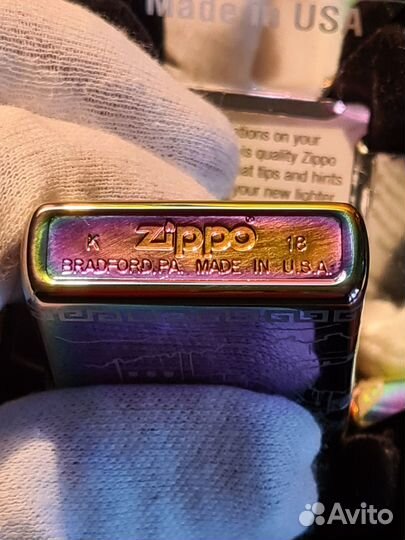 Made in USA
ctions on your
is quality Zippo
at tips and hints
your new lighter
K zippo® 18
BRADFORD, PA. MADE IN U.S.A.
Avito